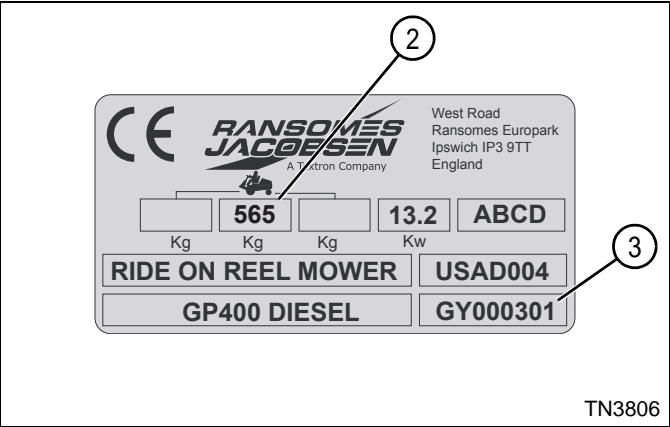 2
CE
RANSOMES
JACOBSEN
A Textron Company
West Road
Ransomes Europark
Ipswich IP3 9TT
England
565 13.2 ABCD
Kg Kg Kg Kw
3
RIDE ON REEL MOWER USAD004
GP400 DIESEL GY000301
TN3806